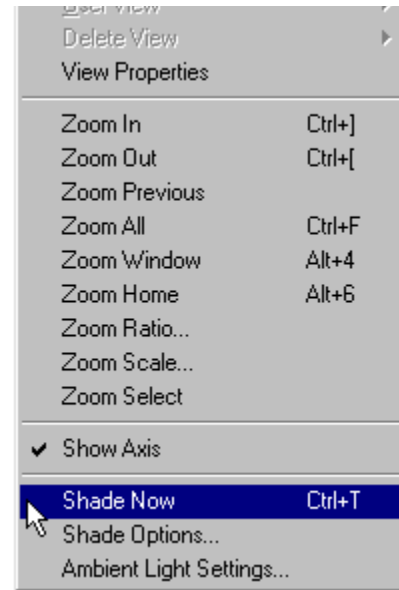 User View
Delete View
View Properties
Zoom In Ctrl+]
Zoom Out Ctrl+[
Zoom Previous
Zoom All Ctrl+F
Zoom Window Alt+4
Zoom Home Alt+6
Zoom Ratio...
Zoom Scale...
Zoom Select
Show Axis
Shade Now Ctrl+T
Shade Options...
Ambient Light Settings...